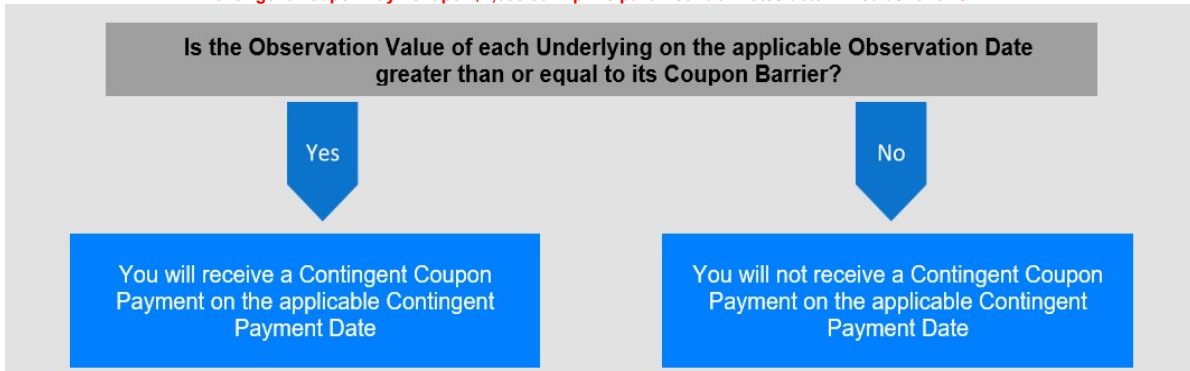 Is the Observation Value of each Underlying on the applicable Observation Date
greater than or equal to its Coupon Barrier?
Yes
No
You will receive a Contingent Coupon
Payment on the applicable Contingent
Payment Date
You will not receive a Contingent Coupon
Payment on the applicable Contingent
Payment Date